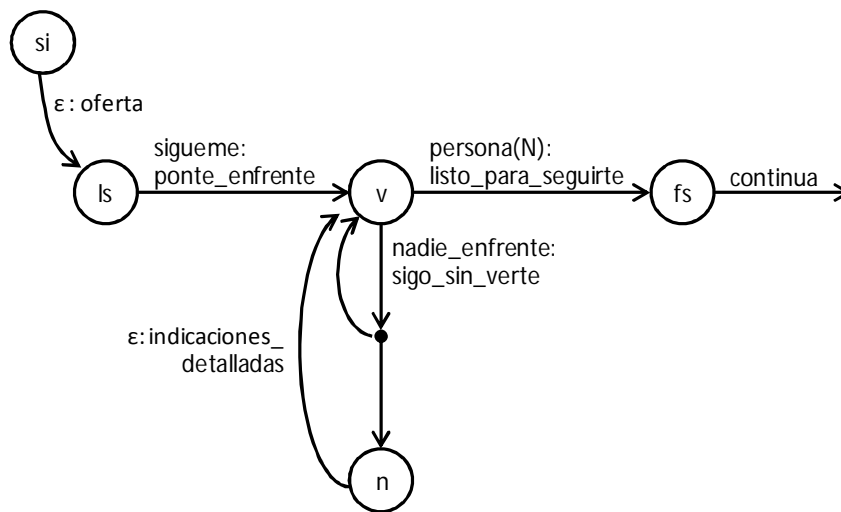 si
ε: oferta
sigueme:
ponte_enfrente
persona(N):
listo_para_seguirte
ls
v
fs
continua
nadie_enfrente:
sigo_sin_verte
ε:indicaciones_
detalladas
n